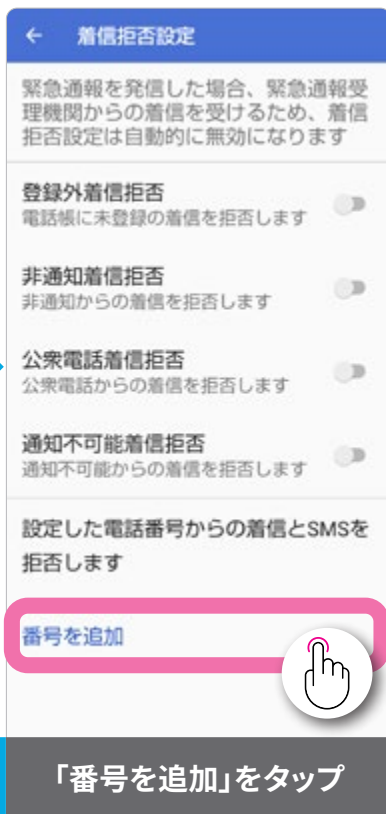 ← 着信拒否設定
緊急通報を発信した場合、緊急通報受
理機関からの着信を受けるため、着信
拒否設定は自動的に無効になります
登録外着信拒否
電話帳に未登録の着信を拒否します
非通知着信拒否
非通知からの着信を拒否します
公衆電話着信拒否
公衆電話からの着信を拒否します
通知不可能着信拒否
通知不可能からの着信を拒否します
設定した電話番号からの着信とSMSを
拒否します
番号を追加
「番号を追加」をタップ